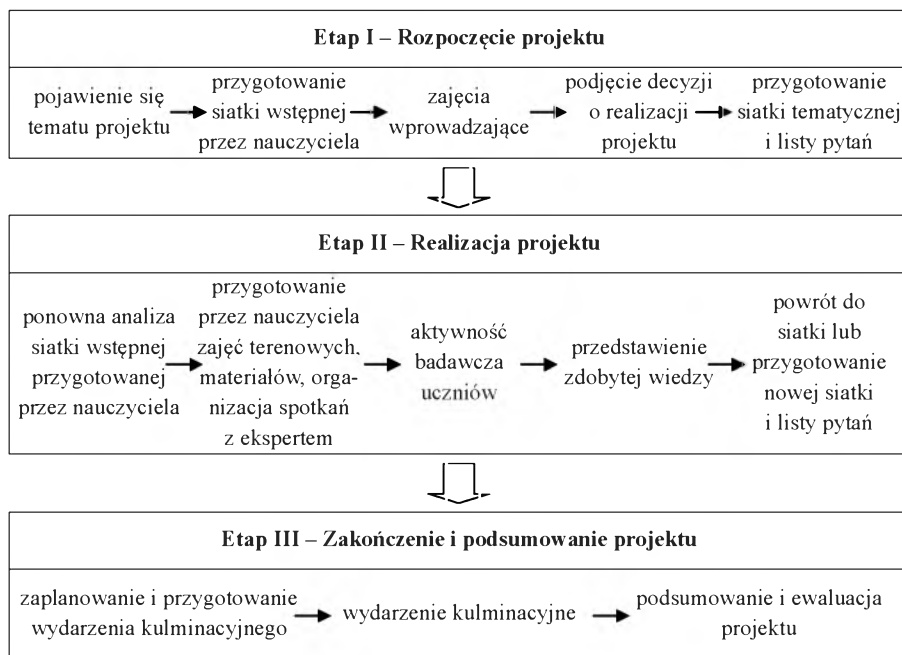 Etap I – Rozpoczęcie projektu
pojawienie się
tematu projektu
przygotowanie
siatki wstępnej
przez nauczyciela
zajęcia
wprowadzające
podjęcie decyzji
o realizacji
projektu
przygotowanie
siatki tematycznej
i listy pytań
Etap II – Realizacja projektu
ponowna analiza
siatki wstępnej
przygotowanej
przez nauczyciela
przygotowanie
przez nauczyciela
zajęć terenowych,
materiałów, orga-
nizacja spotkań
z ekspertem
aktywność
badawcza
uczniów
przedstawienie
zdobytej wiedzy
powrót do
siatki lub
przygotowanie
nowej siatki
i listy pytań
Etap III – Zakończenie i podsumowanie projektu
zaplanowanie i przygotowanie
wydarzenia kulminacyjnego
wydarzenie kulminacyjne
podsumowanie i ewaluacja
projektu